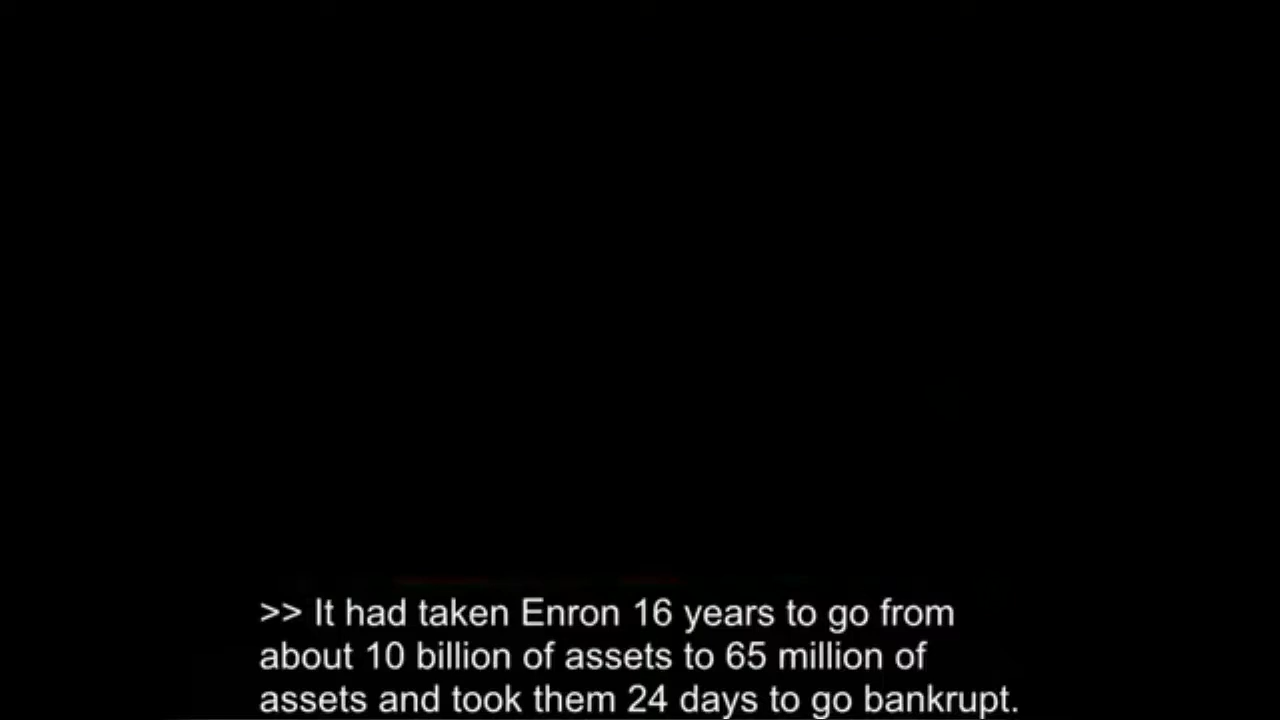 >> It had taken Enron 16 years to go from
about 10 billion of assets to 65 million of
assets and took them 24 days to go bankrupt.